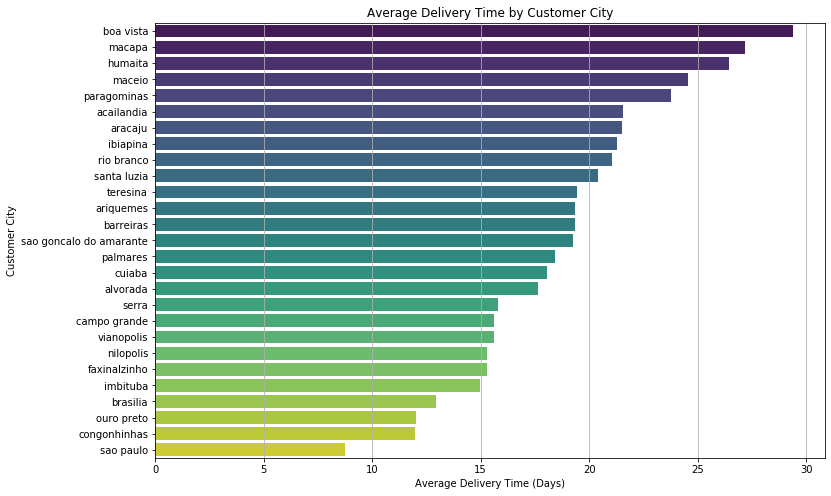 Average Delivery Time by Customer City
Customer City
boa vista
macapa
humaita
maceio
paragominas
acailandia
aracaju
ibiapina
rio branco
santa luzia
teresina
ariquemes
barreiras
sao goncalo do amarante
palmares
cuiaba
alvorada
serra
campo grande
vianopolis
nilopolis
faxinalzinho
imbituba
brasilia
ouro preto
congonhinhas
sao paulo
0 5 10 15 20 25 30
Average Delivery Time (Days)